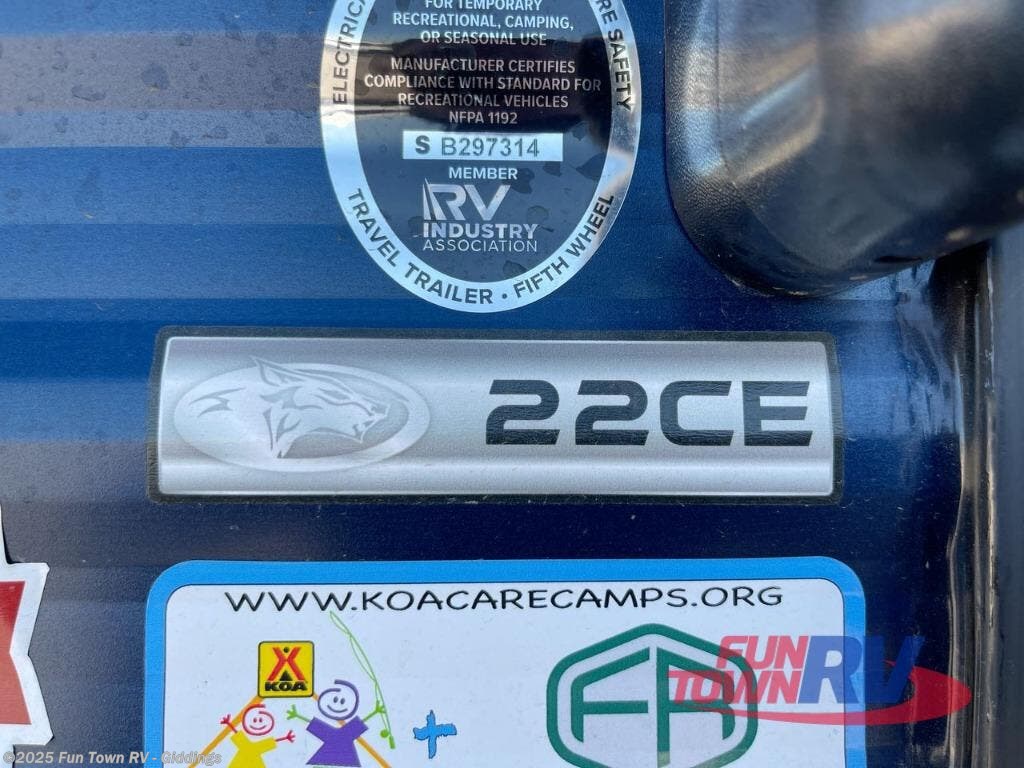 FOR TEMPORARY
RECREATIONAL, CAMPING,
OR SEASONAL USE
MANUFACTURER CERTIFIES
COMPLIANCE WITH STANDARD FOR
RECREATIONAL VEHICLES
NFPA 1192
S B297314
MEMBER
RV
INDUSTRY
ASSOCIATION
ELECTRICAL
SAFETY
TRAVEL TRAILER · FIFTH WHEEL
22CE
WWW.KOACARECAMPS.ORG
KOA
+
FR
FUN
TOWN RV
©2025 Fun Town RV - Giddings